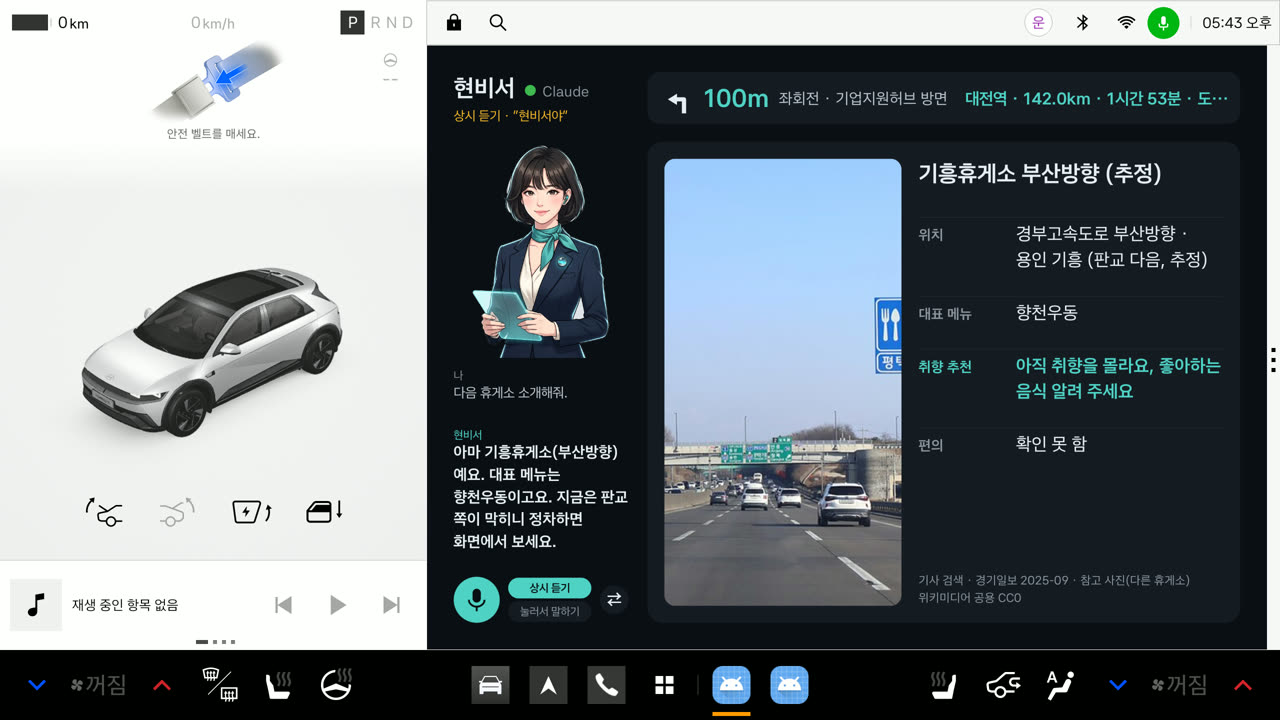 0 km
0 km/h
P R N D
안전 벨트를 매세요.
재생 중인 항목 없음
운
05:43 오후
현비서
Claude
상시 듣기 · "현비서야"
100m 좌회전 · 기업지원허브 방면 대전역 · 142.0km · 1시간 53분 · 도···
나
다음 휴게소 소개해줘.
현비서
아마 기흥휴게소(부산방향)
예요. 대표 메뉴는
향천우동이고요. 지금은 판교
쪽이 막히니 정차하면
화면에서 보세요.
상시 듣기
눌러서 말하기
평택
기흥휴게소 부산방향 (추정)
위치
경부고속도로 부산방향 ·
용인 기흥 (판교 다음, 추정)
대표 메뉴
향천우동
취향 추천
아직 취향을 몰라요, 좋아하는
음식 알려 주세요
편의
확인 못 함
기사 검색 · 경기일보 2025-09 · 참고 사진(다른 휴게소)
위키미디어 공용 CC0
꺼짐
A
꺼짐